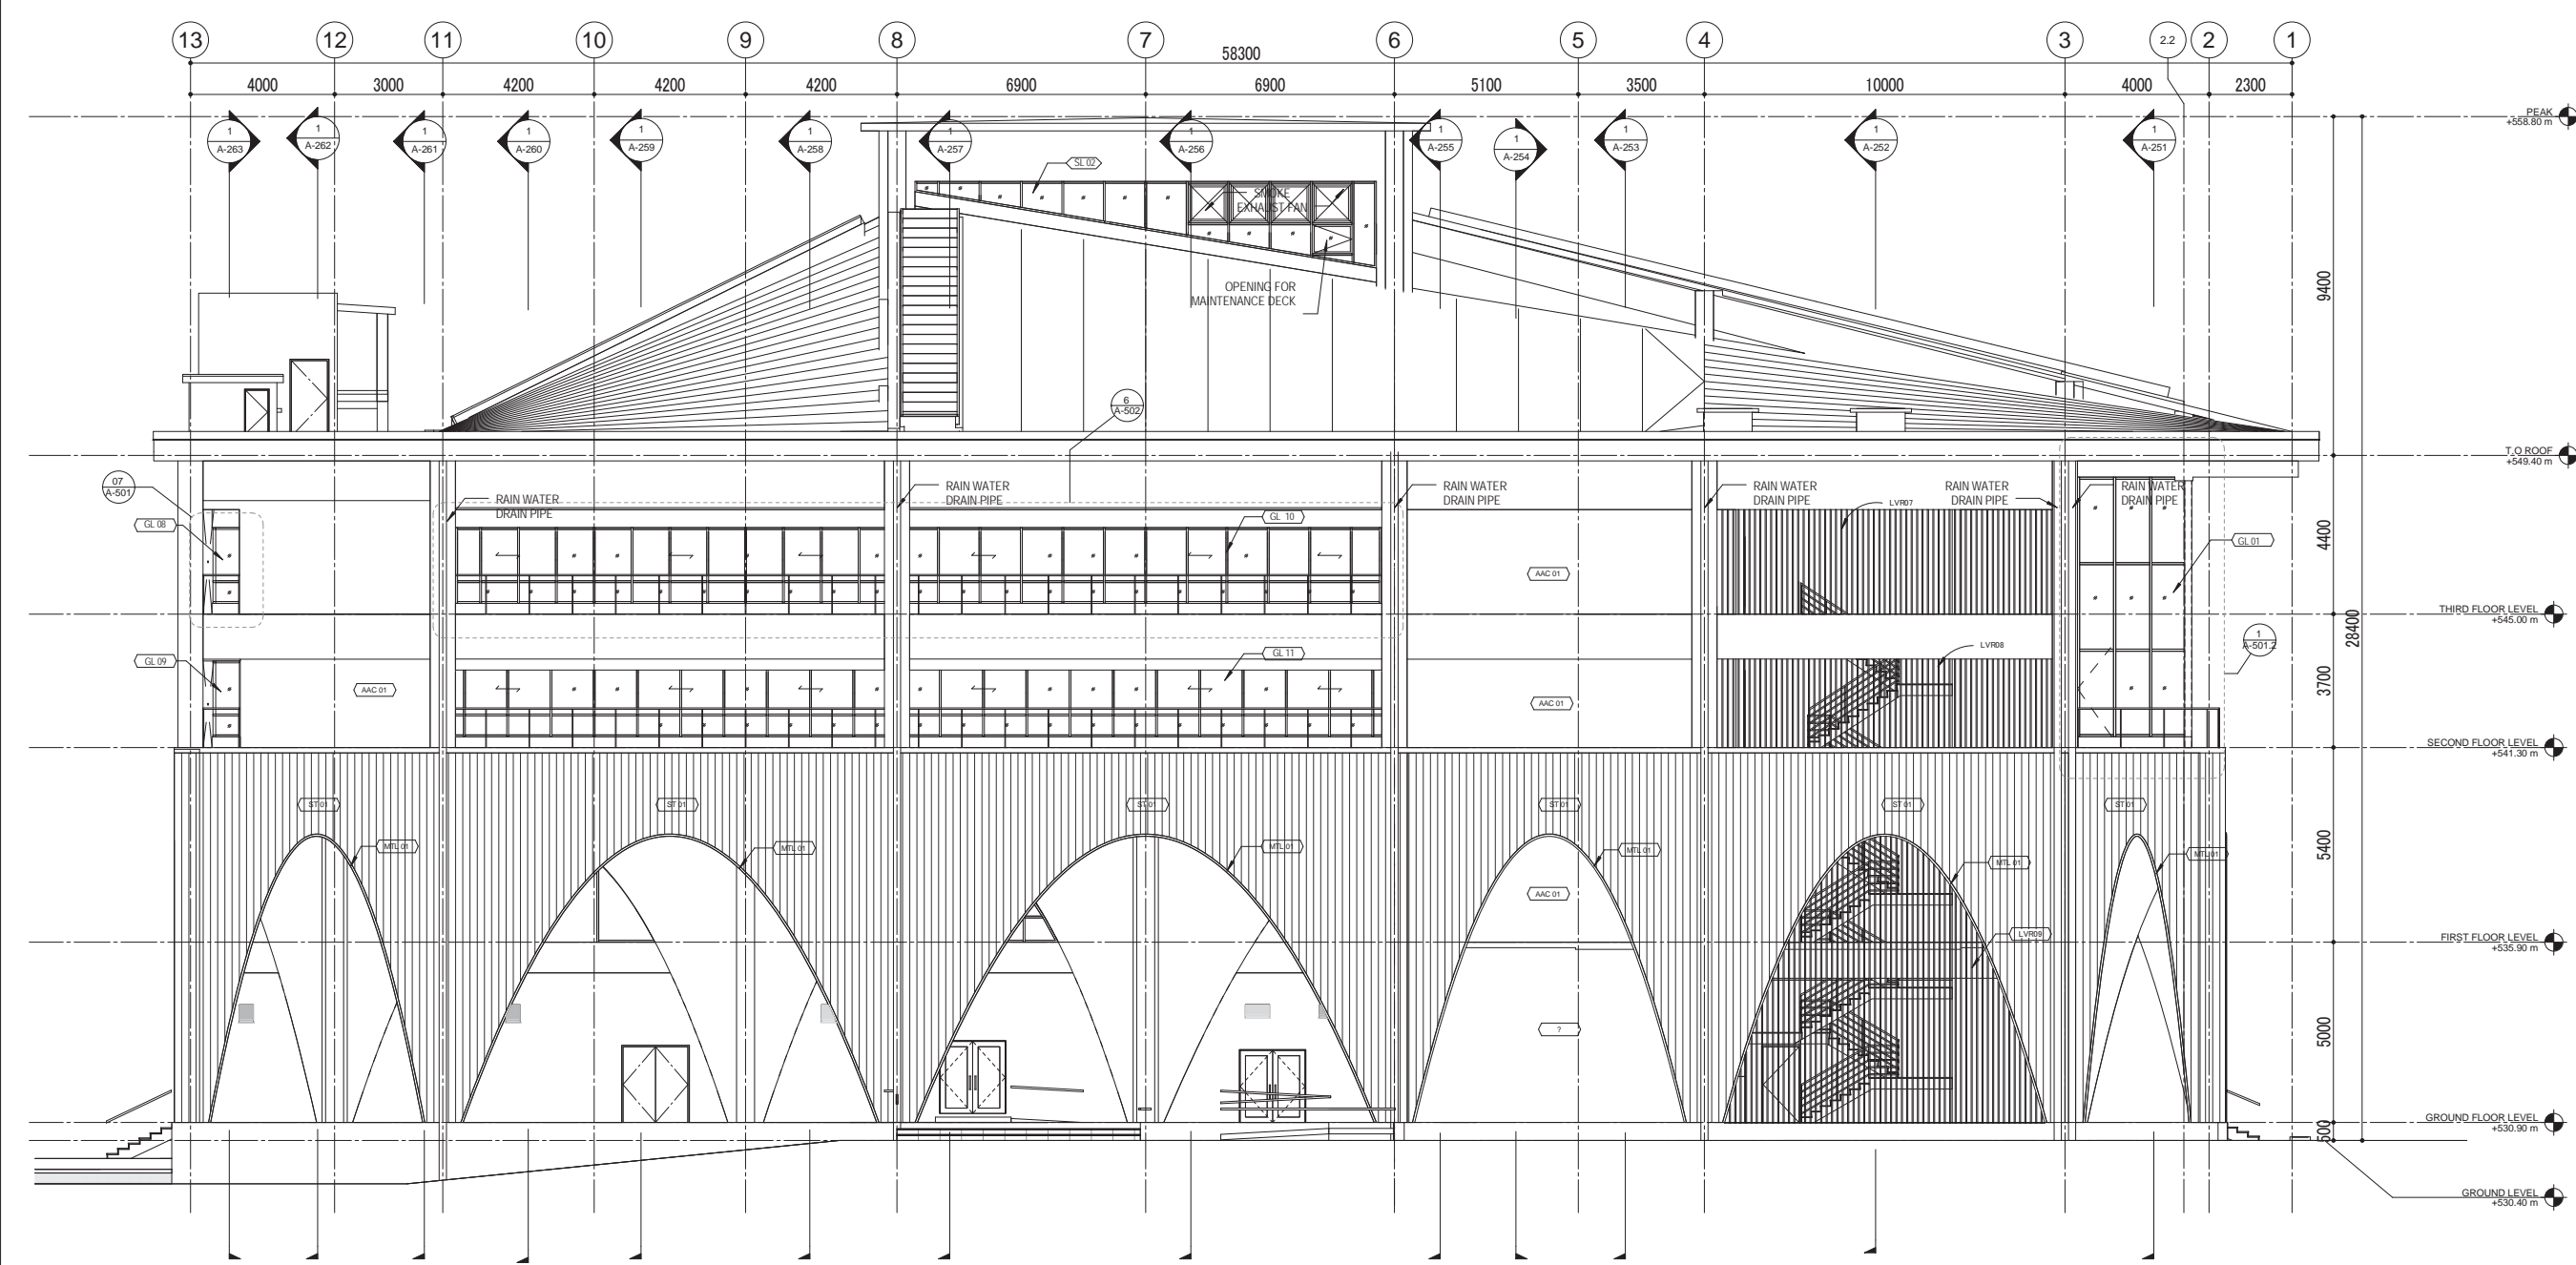 13 12 11 10 9 8 7 6 5 4 3 2.2 2 1
58300
4000 3000 4200 4200 4200 6900 6900 5100 3500 10000 4000 2300
PEAK
+558.80 m
1
A-263
1
A-262
1
A-261
1
A-260
1
A-259
1
A-258
1
A-257
1
A-256
1
A-255
1
A-254
1
A-253
1
A-252
1
A-251
SL 02
SMOKE
EXHAUST FAN
OPENING FOR
MAINTENANCE DECK
9400
6
A-502
T.O ROOF
+549.40 m
07
A-501
GL 08
RAIN WATER
DRAIN PIPE
RAIN WATER
DRAIN PIPE
GL 10
RAIN WATER
DRAIN PIPE
RAIN WATER
DRAIN PIPE
LVR07
RAIN WATER
DRAIN PIPE
RAIN WATER
DRAIN PIPE
GL 01
4400
AAC 01
THIRD FLOOR LEVEL
+545.00 m
28400
GL 09
AAC 01
GL 11
AAC 01
LVR08
1
A-501.2
3700
SECOND FLOOR LEVEL
+541.30 m
ST 01
ST 01
ST 01
ST 01
ST 01
ST 01
MTL 01
MTL 01
MTL 01
MTL 01
MTL 01
MTL 01
5400
AAC 01
LVR09
FIRST FLOOR LEVEL
+535.90 m
?
5000
GROUND FLOOR LEVEL
+530.90 m
500
GROUND LEVEL
+530.40 m